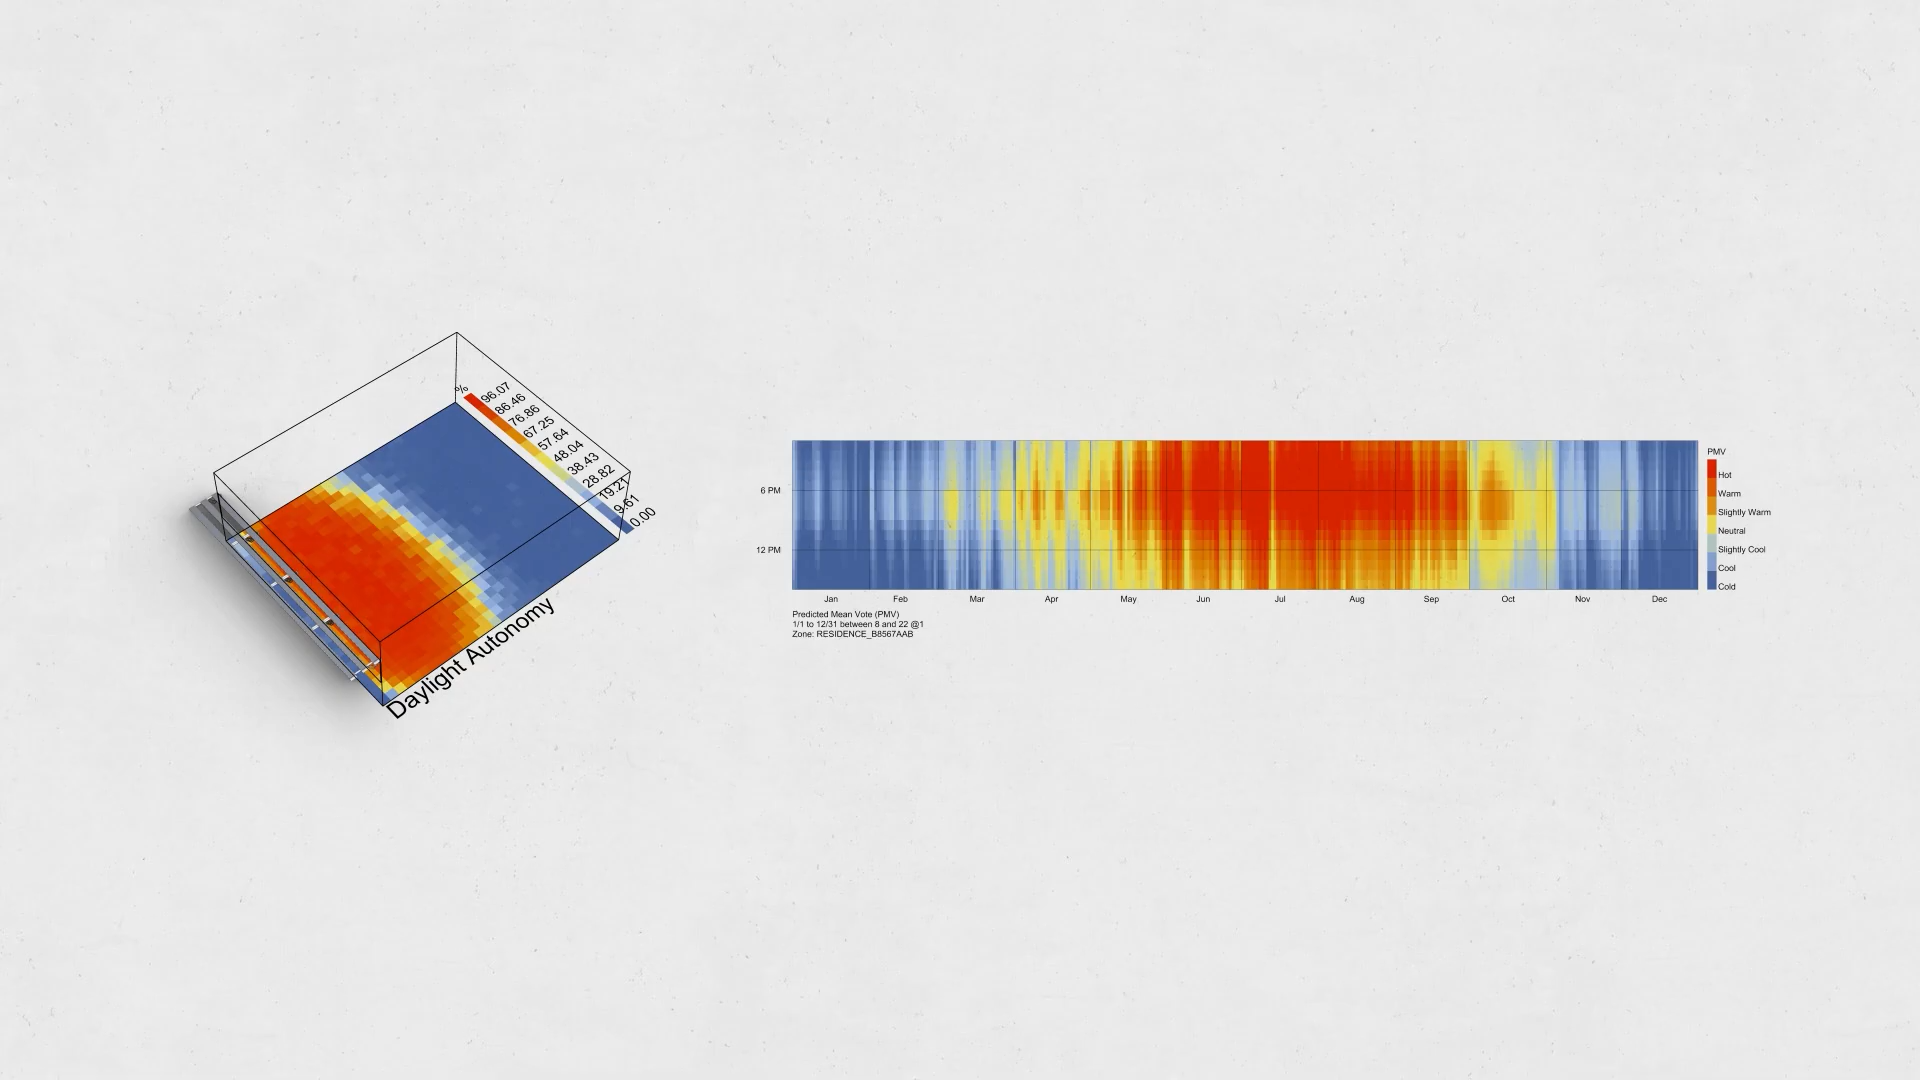 %
96.07
86.46
76.86
67.25
57.64
48.04
38.43
28.82
19.21
9.61
0.00
Daylight Autonomy
6 PM
12 PM
Jan Feb Mar Apr May Jun Jul Aug Sep Oct Nov Dec
Predicted Mean Vote (PMV)
1/1 to 12/31 between 8 and 22 @1
Zone: RESIDENCE_B8567AAB
PMV
Hot
Warm
Slightly Warm
Neutral
Slightly Cool
Cool
Cold